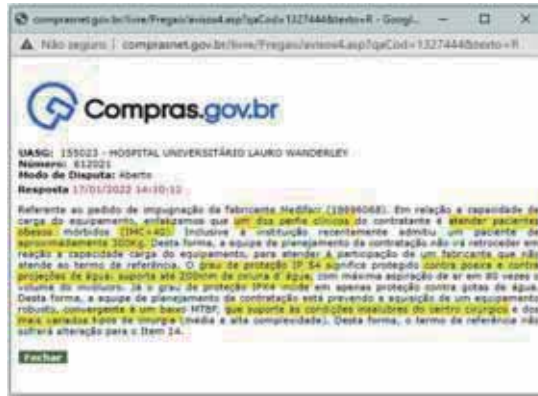 comprasnet.gov.br/livre/Pregao/avisos4.asp?qaCod=1327444&texto=R - Googl...
Não seguro | comprasnet.gov.br/livre/Pregao/avisos4.asp?qaCod=1327444&texto=R
Compras.gov.br
UASG: 155023 - HOSPITAL UNIVERSITÁRIO LAURO WANDERLEY
Número: 612021
Modo de Disputa: Aberto
Resposta 17/01/2022 14:10:12
Referente ao pedido de impugnação da fabricante (18696068). Em relação a capacidade de
carga do equipamento, enfatizamos que um dos perfis clínicos do contratante é atender pacientes
obesos mórbidos (IMC>40). Inclusive a instituição recentemente admitiu um paciente de
aproximadamente 300Kg. Desta forma, a equipe de planejamento da contratação não irá retroceder em
reação a capacidade carga do equipamento, para atender à participação de um fabricante que não
atende ao termo de referência. O grau de proteção IP 54 significa protegido contra poeira e contra
projeções de água, suporta até 200mm de coluna d'água com máxima aspiração de ar em 80 vezes o
volume do invólucro. Já o grau de proteção IPX4 incide em apenas proteção contra gotas de água.
Desta forma, a equipe de planejamento da contratação está prevendo a aquisição de um equipamento
robusto, convergente a um baixo MTBF, que suporte às condições insalubres do centro cirúrgico e dos
mais variados tipos de cirurgia (média e alta complexidade). Desta forma, o termo de referência não
sofrerá alteração para o Item 14.
Fechar